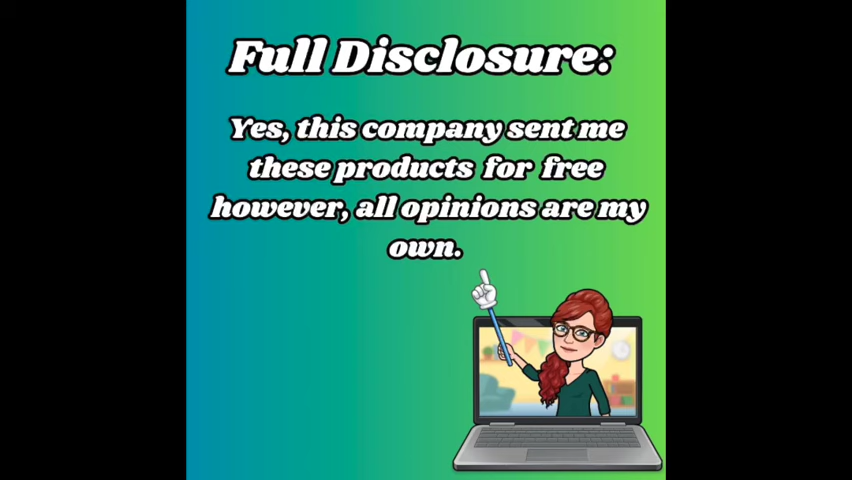 Full Disclosure:
Yes, this company sent me
these products for free
however, all opinions are my
own.